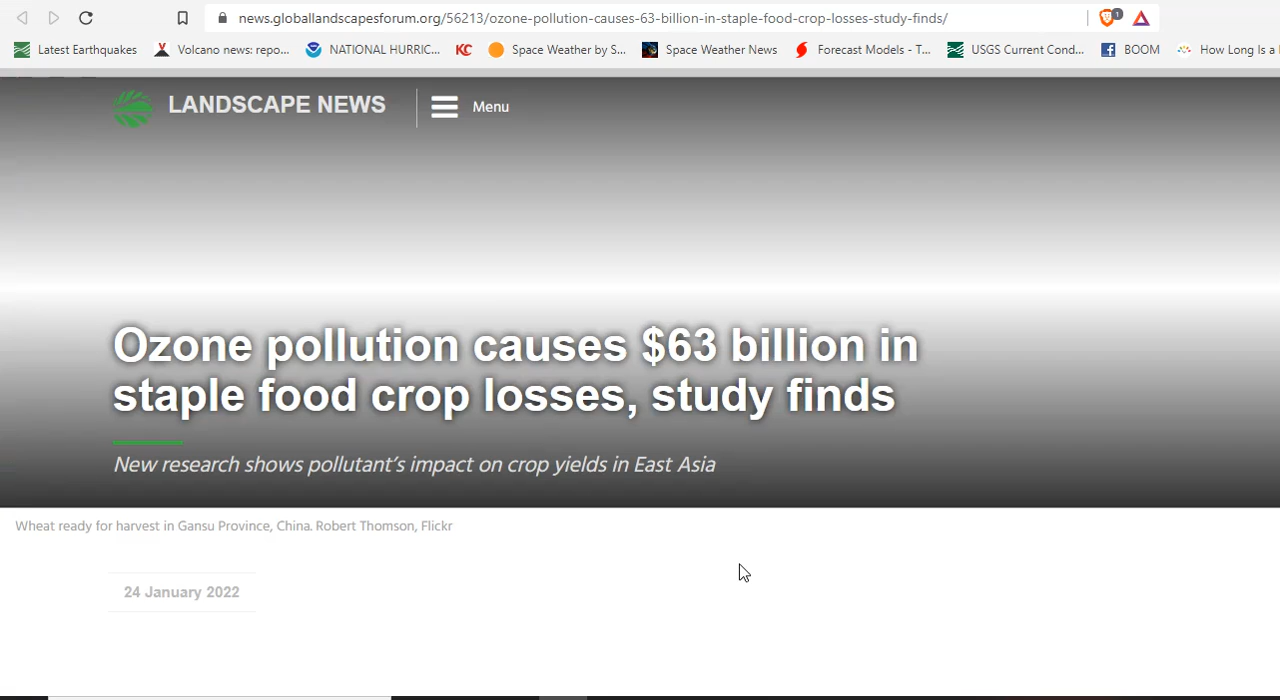 news.globallandscapesforum.org/56213/ozone-pollution-causes-63-billion-in-staple-food-crop-losses-study-finds/
1
Latest Earthquakes
Volcano news: repo...
NATIONAL HURRIC...
KC
Space Weather by S...
Space Weather News
Forecast Models - T...
USGS Current Cond...
BOOM
How Long Is a
LANDSCAPE NEWS
Menu
Ozone pollution causes $63 billion in
staple food crop losses, study finds
New research shows pollutant's impact on crop yields in East Asia
Wheat ready for harvest in Gansu Province, China. Robert Thomson, Flickr
24 January 2022